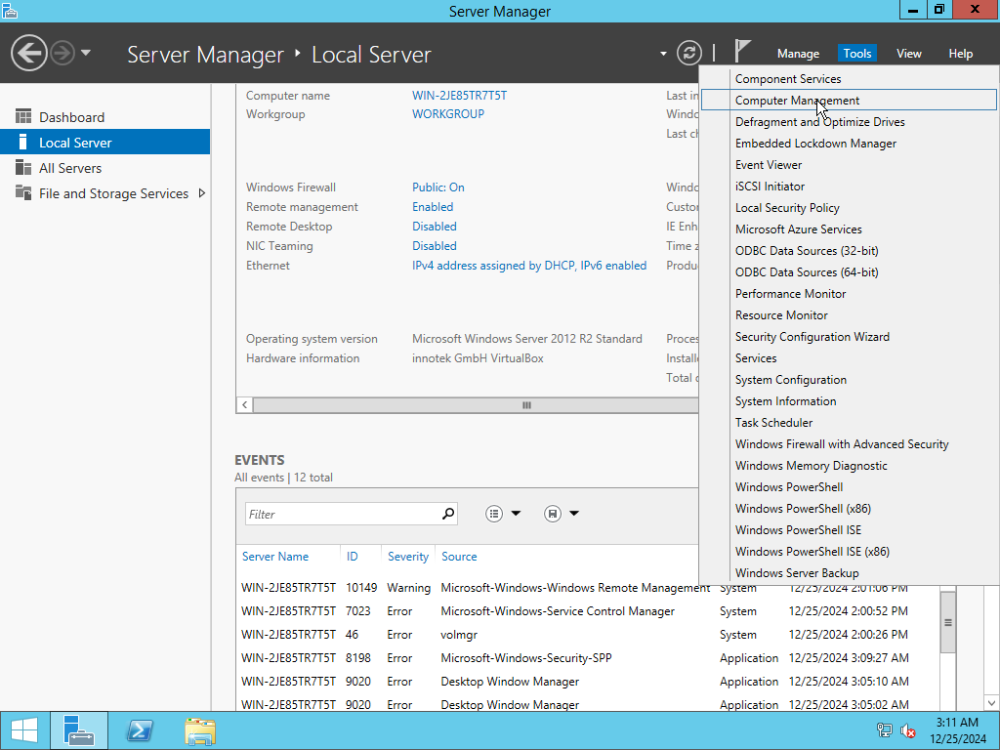 Server Manager
Server Manager ‣ Local Server
Manage Tools View Help
Dashboard
Local Server
All Servers
File and Storage Services
Computer name WIN-2JE85TR7T5T Last in
Workgroup WORKGROUP Windo
Last ch
Windows Firewall Public: On Windo
Remote management Enabled Custo
Remote Desktop Disabled IE Enh
NIC Teaming Disabled Time z
Ethernet IPv4 address assigned by DHCP, IPv6 enabled Produc
Operating system version Microsoft Windows Server 2012 R2 Standard Proces
Hardware information innotek GmbH VirtualBox Installe
Total d
Component Services
Computer Management
Defragment and Optimize Drives
Embedded Lockdown Manager
Event Viewer
iSCSI Initiator
Local Security Policy
Microsoft Azure Services
ODBC Data Sources (32-bit)
ODBC Data Sources (64-bit)
Performance Monitor
Resource Monitor
Security Configuration Wizard
Services
System Configuration
System Information
Task Scheduler
Windows Firewall with Advanced Security
Windows Memory Diagnostic
Windows PowerShell
Windows PowerShell (x86)
Windows PowerShell ISE
Windows PowerShell ISE (x86)
Windows Server Backup
EVENTS
All events | 12 total
Filter
Server Name ID Severity Source
WIN-2JE85TR7T5T 10149 Warning Microsoft-Windows-Windows Remote Management System 12/25/2024 2:01:06 PM
WIN-2JE85TR7T5T 7023 Error Microsoft-Windows-Service Control Manager System 12/25/2024 2:00:52 PM
WIN-2JE85TR7T5T 46 Error volmgr System 12/25/2024 2:00:26 PM
WIN-2JE85TR7T5T 8198 Error Microsoft-Windows-Security-SPP Application 12/25/2024 3:09:27 AM
WIN-2JE85TR7T5T 9020 Error Desktop Window Manager Application 12/25/2024 3:05:10 AM
WIN-2JE85TR7T5T 9020 Error Desktop Window Manager Application 12/25/2024 3:05:02 AM
3:11 AM
12/25/2024